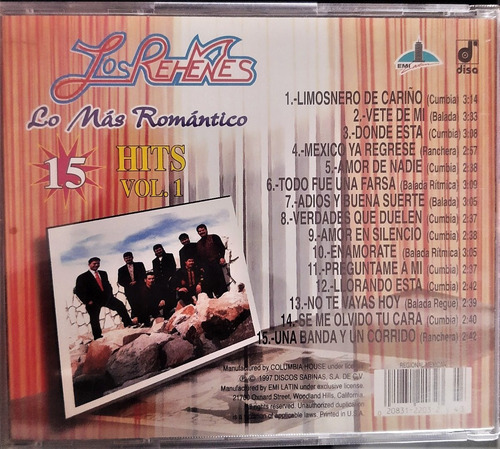 LOS REHENES
Lo Más Romántico
15 HITS
VOL. 1
EMI
disa
1.-LIMOSNERO DE CARIÑO (Cumbia) 3:14
2.-VETE DE MI (Balada) 3:33
3.-DONDE ESTA (Cumbia) 3:08
4.-MEXICO YA REGRESE (Ranchera) 2:57
5.-AMOR DE NADIE (Cumbia) 2:38
6.-TODO FUE UNA FARSA (Balada Ritmica) 3:09
7.-ADIOS Y BUENA SUERTE (Balada) 3:05
8.-VERDADES QUE DUELEN (Cumbia) 2:37
9.-AMOR EN SILENCIO (Cumbia) 2:38
10.-ENAMORATE (Balada Ritmica) 3:05
11.-PREGUNTAME A MI (Cumbia) 2:37
12.-LLORANDO ESTA (Cumbia) 2:42
13.-NO TE VAYAS HOY (Balada Regue) 2:39
14.-SE ME OLVIDO TU CARA (Cumbia) 2:40
15.-UNA BANDA Y UN CORRIDO (Ranchera) 2:42
Manufactured by COLUMBIA HOUSE under license
℗ © 1997 DISCOS SABINAS, S.A. DE C.V.
Manufactured by EMI LATIN under exclusive license
21700 Oxnard Street, Woodland Hills, California
All Rights Reserved. Unauthorized duplication
is a violation of applicable laws. Printed in U.S.A.
REGIONAL